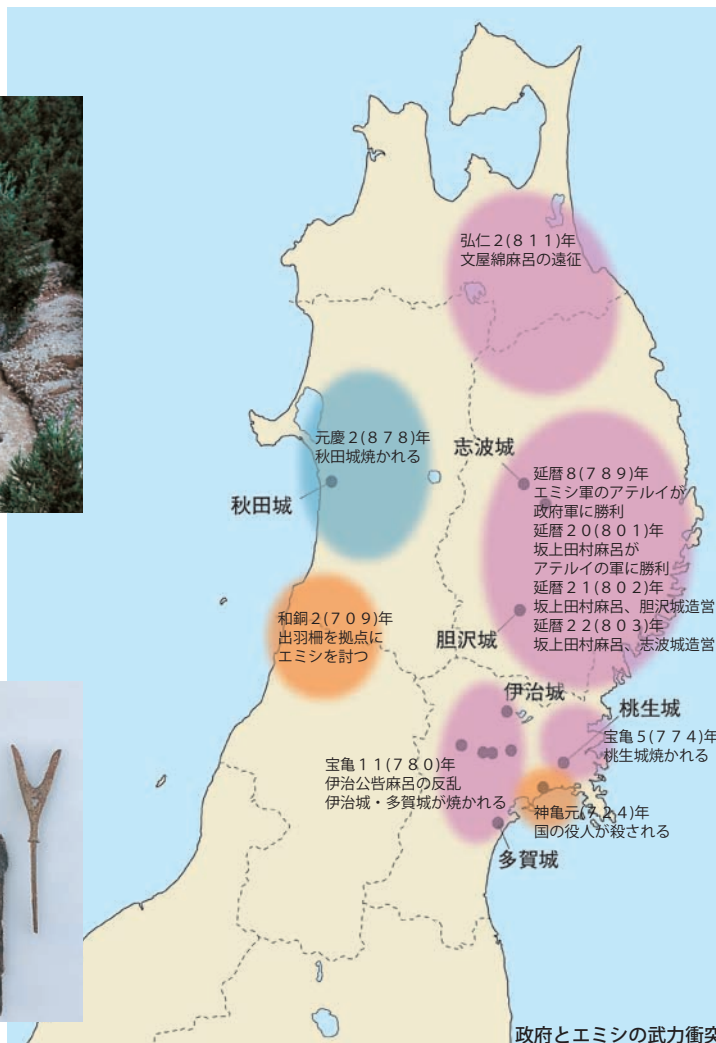 弘仁２(８１１)年
文屋綿麻呂の遠征
元慶２(８７８)年
秋田城焼かれる
志波城
秋田城
延暦８(７８９)年
エミシ軍のアテルイが
政府軍に勝利
延暦２０(８０１)年
坂上田村麻呂が
アテルイの軍に勝利
延暦２１(８０２)年
坂上田村麻呂、胆沢城造営
延暦２２(８０３)年
坂上田村麻呂、志波城造営
和銅２(７０９)年
出羽柵を拠点に
エミシを討つ
胆沢城
伊治城
桃生城
宝亀５(７７４)年
桃生城焼かれる
宝亀１１(７８０)年
伊治公呰麻呂の反乱
伊治城・多賀城が焼かれる
神亀元(７２４)年
国の役人が殺される
多賀城
政府とエミシの武力衝突